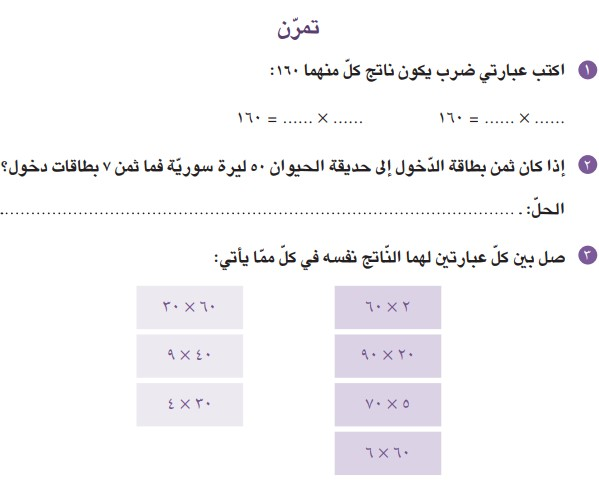 تمرّن
١ اكتب عبارتي ضرب يكون ناتج كلّ منهما ١٦٠:
...... × ...... = ١٦٠ ...... × ...... = ١٦٠
٢ إذا كان ثمن بطاقة الدّخول إلى حديقة الحيوان ٥٠ ليرة سوريّة فما ثمن ٧ بطاقات دخول؟
الحلّ: . ...............................................................................................
٣ صل بين كلّ عبارتين لهما النّاتج نفسه في كلّ ممّا يأتي:
٢ × ٦٠ ٦٠ × ٣٠
٢٠ × ٩٠ ٤٠ × ٩
٥ × ٧٠ ٣٠ × ٤
٦٠ × ٦